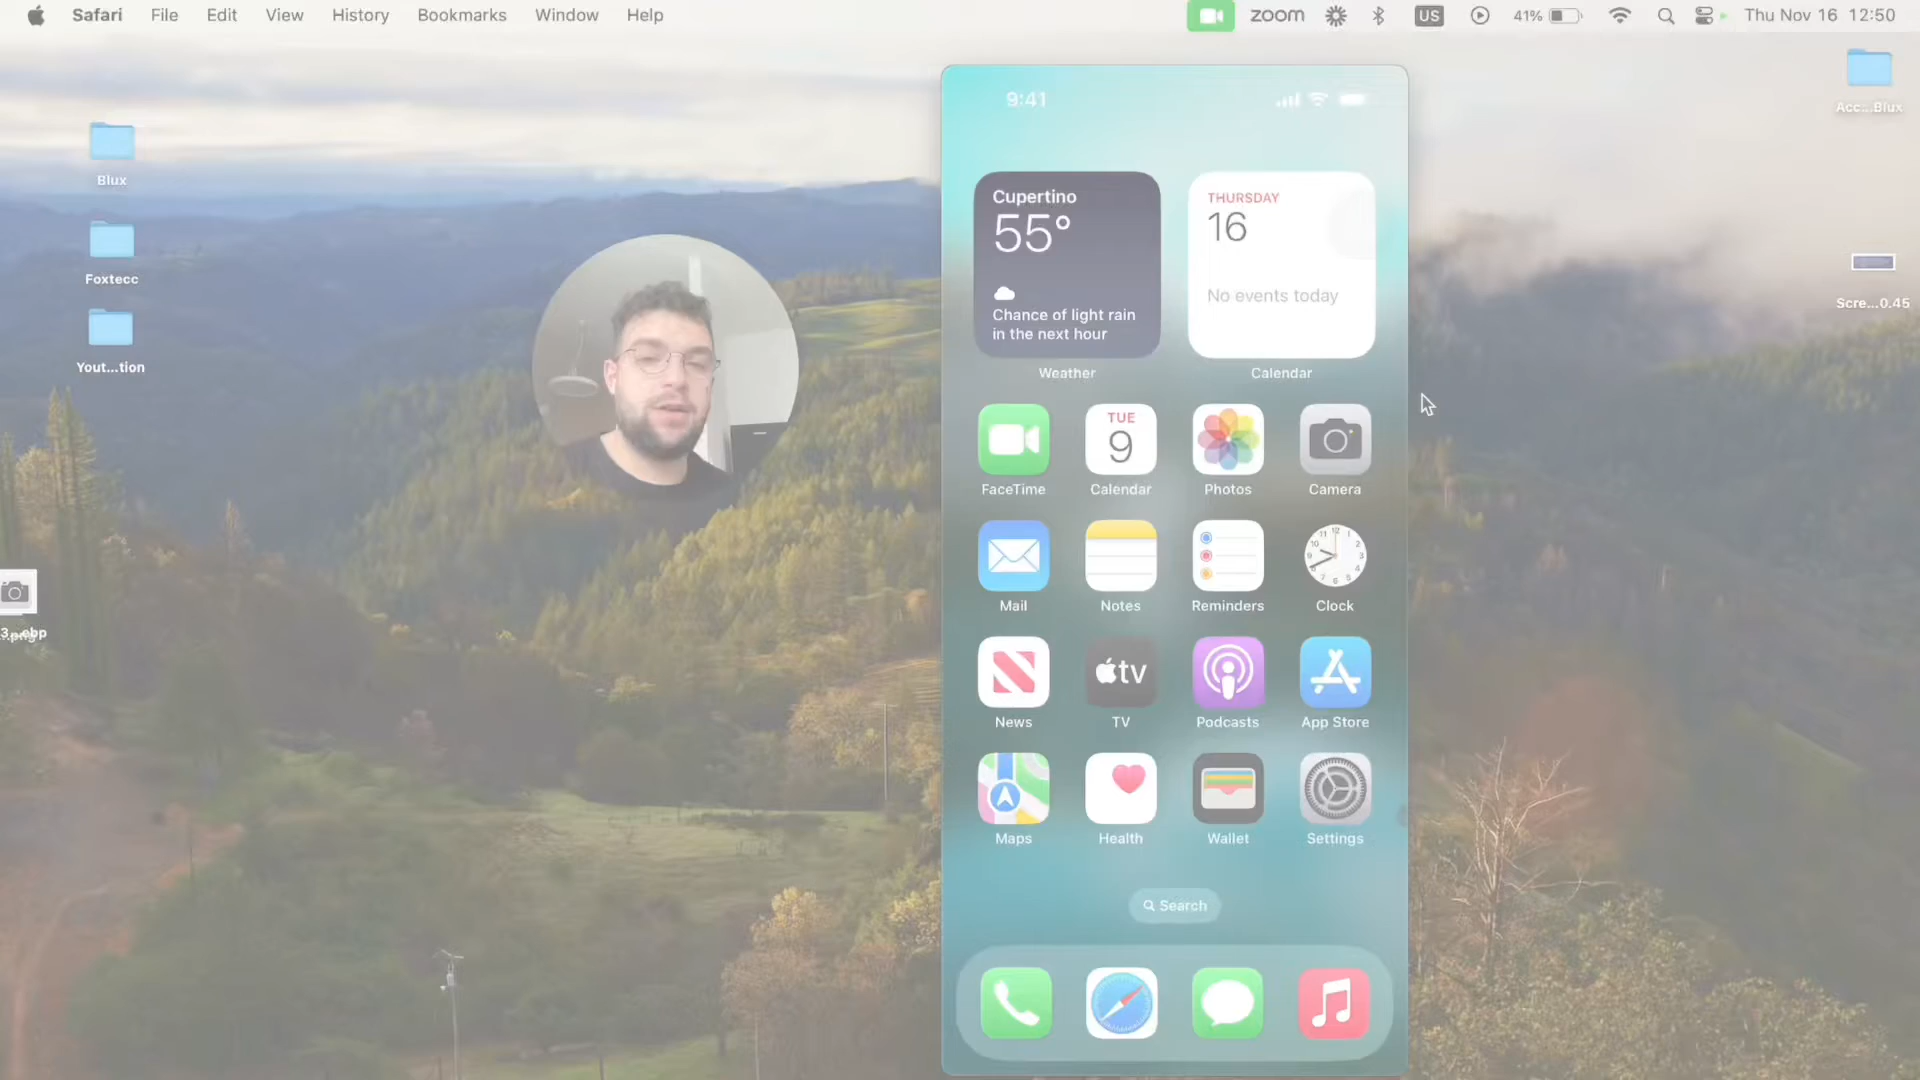 Safari File Edit View History Bookmarks Window Help zoom US 41% Thu Nov 16 12:50
Acc...Blux
Blux
Foxtecc
Yout...tion
Scre...0.45
9:41
Cupertino
55°
Chance of light rain
in the next hour
Weather
THURSDAY
16
No events today
Calendar
TUE
9
FaceTime Calendar Photos Camera
Mail Notes Reminders Clock
tv
News TV Podcasts App Store
Maps Health Wallet Settings
Search